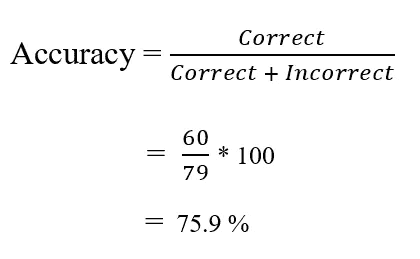 Accuracy = Correct / Correct + Incorrect
= 60 / 79 * 100
= 75.9 %